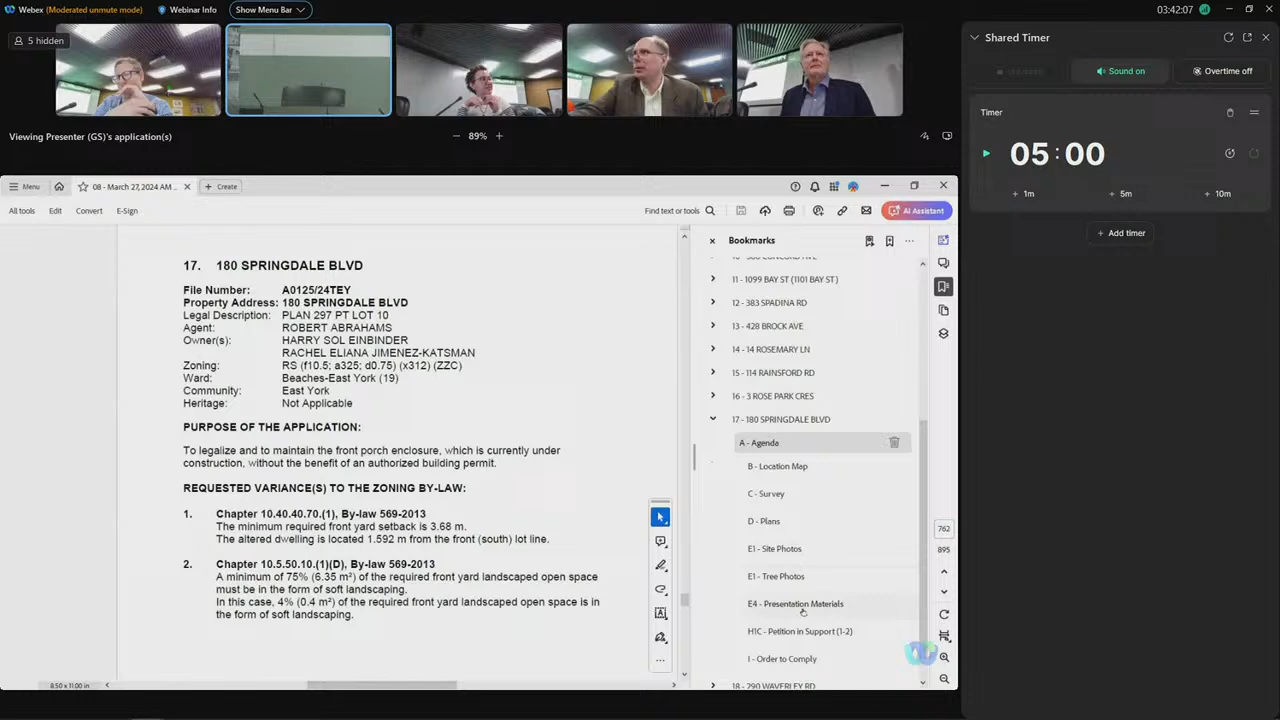 Webex (Moderated unmute mode) Webinar Info Show Menu Bar 03:42:07
5 hidden
Viewing Presenter (GS)'s application(s) 89%
Shared Timer
Sound on Overtime off
Timer
05:00
+ 1m + 5m + 10m
+ Add timer
Menu 08 - March 27, 2024 AM... + Create
All tools Edit Convert E-Sign Find text or tools AI Assistant
17. 180 SPRINGDALE BLVD
File Number: A0125/24TEY
Property Address: 180 SPRINGDALE BLVD
Legal Description: PLAN 297 PT LOT 10
Agent: ROBERT ABRAHAMS
Owner(s): HARRY SOL EINBINDER
RACHEL ELIANA JIMENEZ-KATSMAN
Zoning: RS (f10.5; a325; d0.75) (x312) (ZZC)
Ward: Beaches-East York (19)
Community: East York
Heritage: Not Applicable
PURPOSE OF THE APPLICATION:
To legalize and to maintain the front porch enclosure, which is currently under
construction, without the benefit of an authorized building permit.
REQUESTED VARIANCE(S) TO THE ZONING BY-LAW:
1. Chapter 10.40.40.70.(1), By-law 569-2013
The minimum required front yard setback is 3.68 m.
The altered dwelling is located 1.592 m from the front (south) lot line.
2. Chapter 10.5.50.10.(1)(D), By-law 569-2013
A minimum of 75% (6.35 m²) of the required front yard landscaped open space
must be in the form of soft landscaping.
In this case, 4% (0.4 m²) of the required front yard landscaped open space is in
the form of soft landscaping.
8.50 x 11.00 in
Bookmarks
11 - 1099 BAY ST (1101 BAY ST)
12 - 383 SPADINA RD
13 - 428 BROCK AVE
14 - 14 ROSEMARY LN
15 - 114 RAINSFORD RD
16 - 3 ROSE PARK CRES
17 - 180 SPRINGDALE BLVD
A - Agenda
B - Location Map
C - Survey
D - Plans
E1 - Site Photos
E1 - Tree Photos
E4 - Presentation Materials
H1C - Petition in Support (1-2)
I - Order to Comply
18 - 290 WAVERLEY RD
762
895